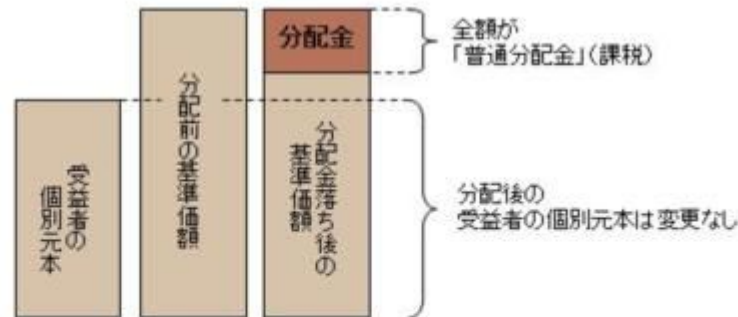 受益者の
個別元本
分配前の基準価額
分配金
分配金落ち後の
基準価額
全額が
「普通分配金」(課税)
分配後の
受益者の個別元本は変更なし